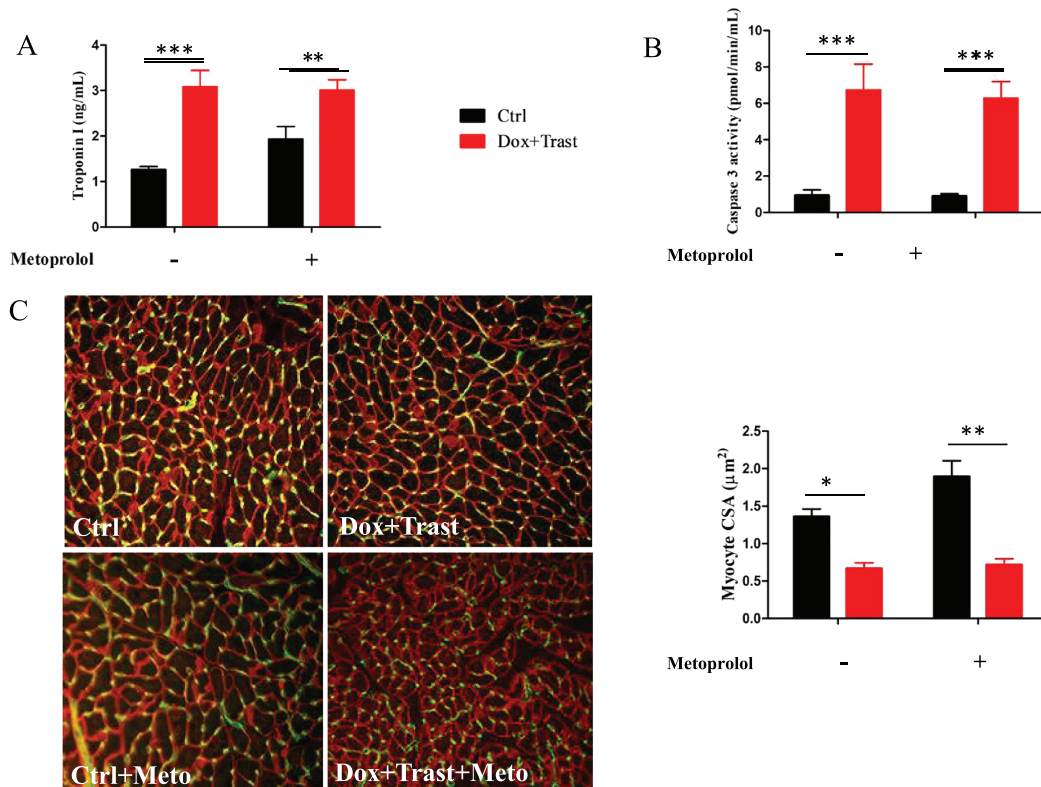 A
Troponin I (ng/mL)
4
3
2
1
0
***
**
Metoprolol - +
Ctrl
Dox+Trast
B
Caspase 3 activity (pmol/min/mL)
10
8
6
4
2
0
***
***
Metoprolol - +
C
Ctrl
Dox+Trast
Ctrl+Meto
Dox+Trast+Meto
Myocyte CSA (μm²)
2.5
2.0
1.5
1.0
0.5
0.0
*
**
Metoprolol - +